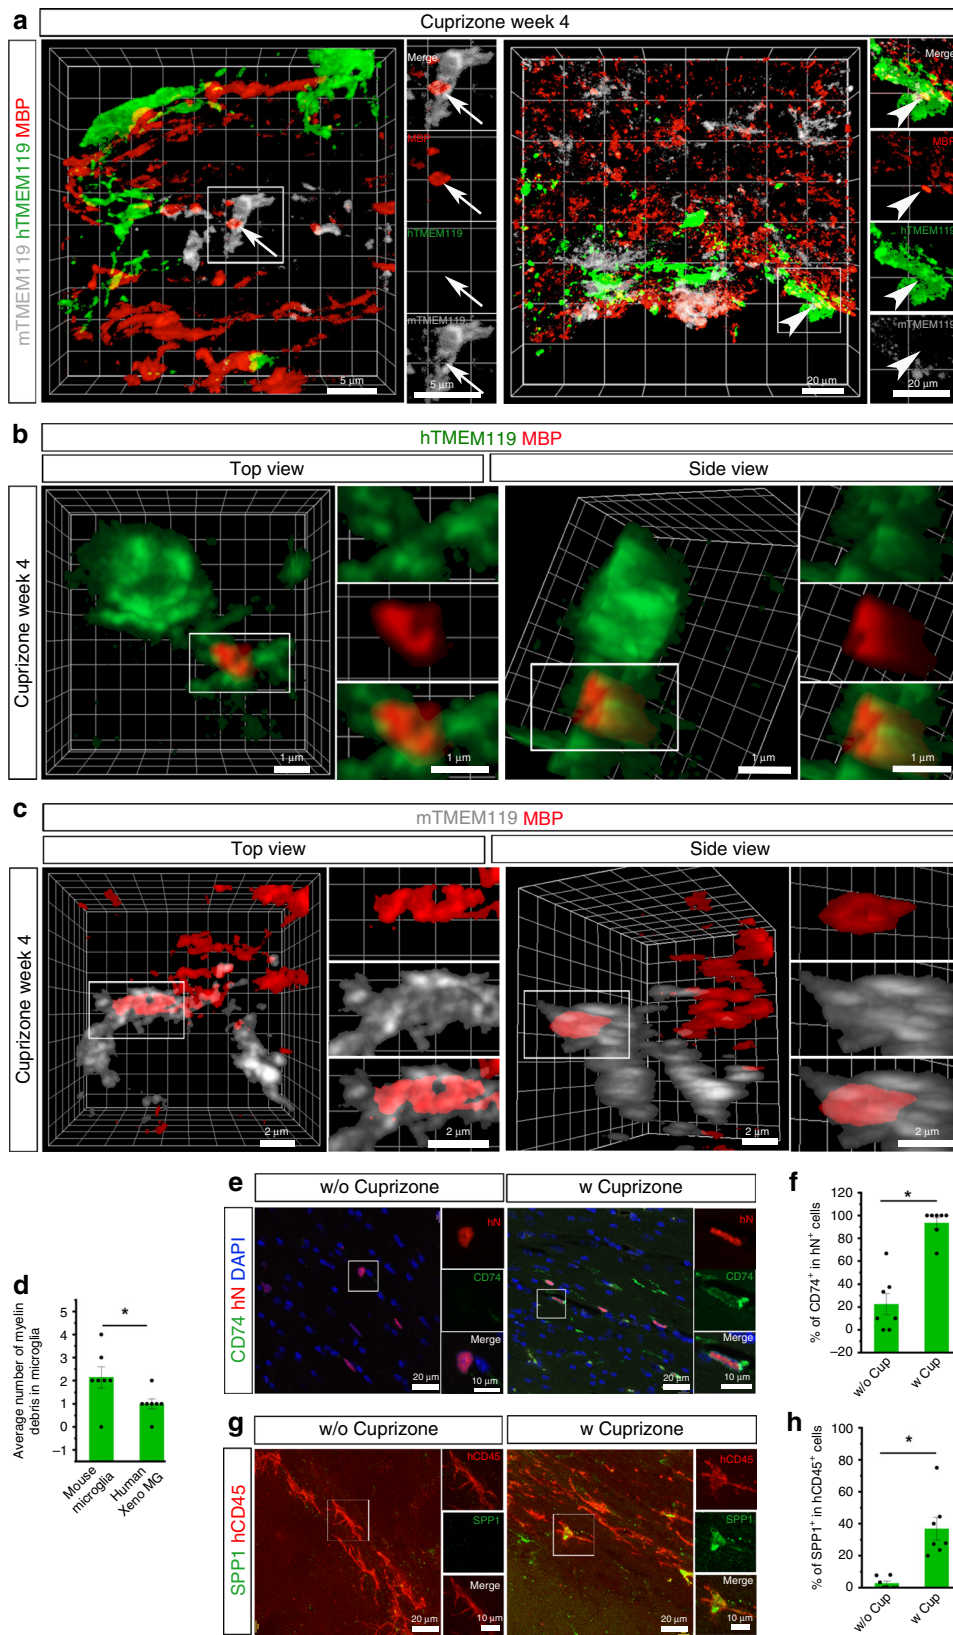 a
Cuprizone week 4
mTMEM119 hTMEM119 MBP
5 µm
Merge
MBP
hTMEM119
mTMEM119
5 µm
20 µm
Merge
MBP
hTMEM119
mTMEM119
20 µm
b
hTMEM119 MBP
Top view
Side view
Cuprizone week 4
1 µm
1 µm
1 µm
1 µm
c
mTMEM119 MBP
Top view
Side view
Cuprizone week 4
2 µm
2 µm
2 µm
2 µm
d
Average number of myelin
debris in microglia
5
4
3
2
1
0
−1
*
Mouse
microglia
Human
Xeno MG
e
w/o Cuprizone
w Cuprizone
CD74 hN DAPI
20 µm
hN
CD74
Merge
10 µm
20 µm
hN
CD74
Merge
10 µm
f
% of CD74+ in hN+ cells
120
100
80
60
40
20
0
−20
*
w/o Cup
w Cup
g
w/o Cuprizone
w Cuprizone
SPP1 hCD45
20 µm
hCD45
SPP1
Merge
10 µm
20 µm
hCD45
SPP1
Merge
10 µm
h
% of SPP1+ in hCD45+ cells
100
80
60
40
20
0
*
w/o Cup
w Cup